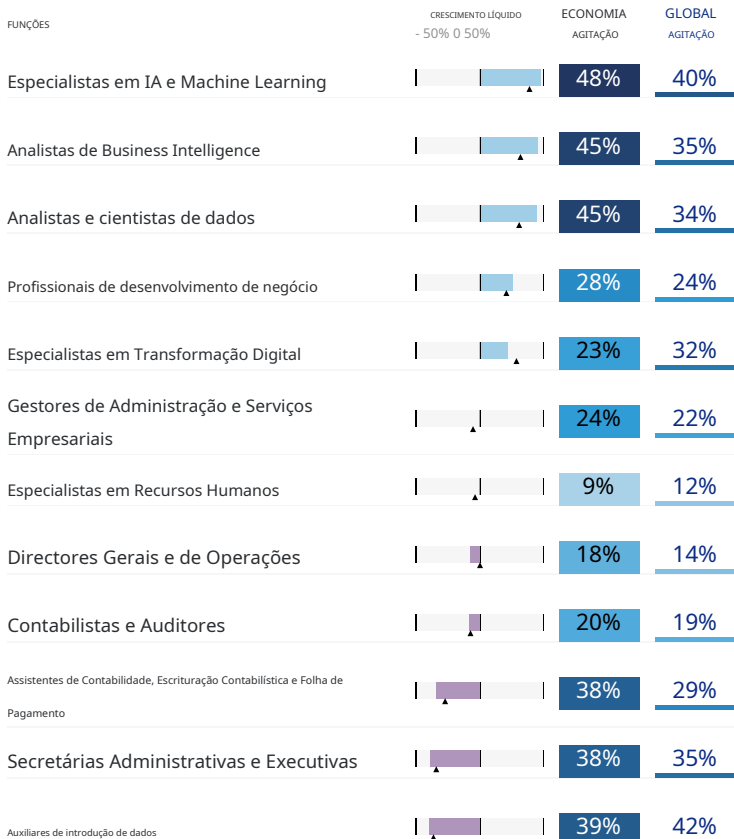 FUNÇÕES
CRESCIMENTO LÍQUIDO
- 50% 0 50%
ECONOMIA
AGITAÇÃO
GLOBAL
AGITAÇÃO
Especialistas em IA e Machine Learning
48%
40%
Analistas de Business Intelligence
45%
35%
Analistas e cientistas de dados
45%
34%
Profissionais de desenvolvimento de negócio
28%
24%
Especialistas em Transformação Digital
23%
32%
Gestores de Administração e Serviços
Empresariais
24%
22%
Especialistas em Recursos Humanos
9%
12%
Directores Gerais e de Operações
18%
14%
Contabilistas e Auditores
20%
19%
Assistentes de Contabilidade, Escrituração Contabilística e Folha de
Pagamento
38%
29%
Secretárias Administrativas e Executivas
38%
35%
Auxiliares de introdução de dados
39%
42%